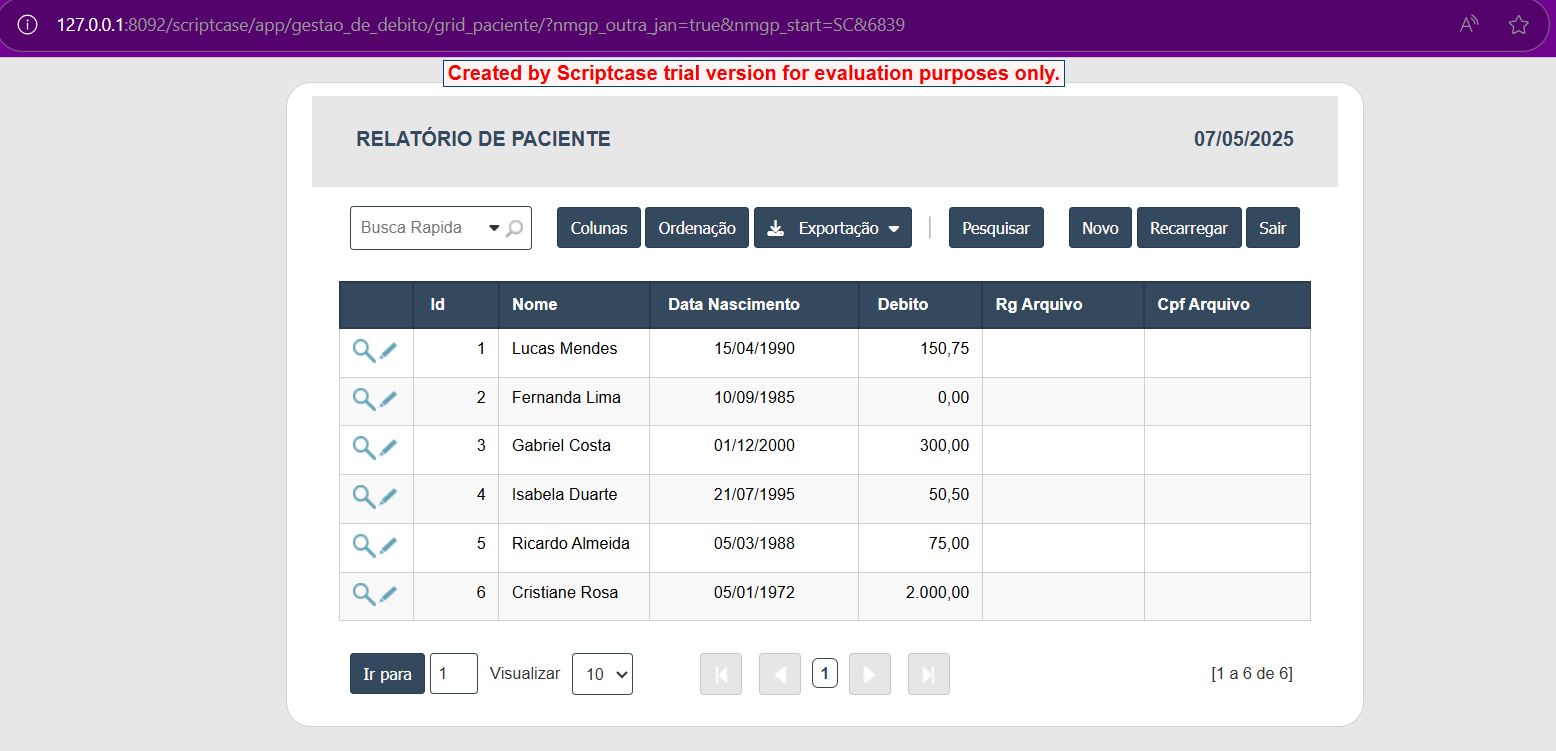 127.0.0.1:8092/scriptcase/app/gestao_de_debito/grid_paciente/?nmgp_outra_jan=true&nmgp_start=SC&6839
Created by Scriptcase trial version for evaluation purposes only.
RELATÓRIO DE PACIENTE 07/05/2025
Busca Rapida Colunas Ordenação Exportação Pesquisar Novo Recarregar Sair
Id Nome Data Nascimento Debito Rg Arquivo Cpf Arquivo
1 Lucas Mendes 15/04/1990 150,75
2 Fernanda Lima 10/09/1985 0,00
3 Gabriel Costa 01/12/2000 300,00
4 Isabela Duarte 21/07/1995 50,50
5 Ricardo Almeida 05/03/1988 75,00
6 Cristiane Rosa 05/01/1972 2.000,00
Ir para 1 Visualizar 10 1 [1 a 6 de 6]